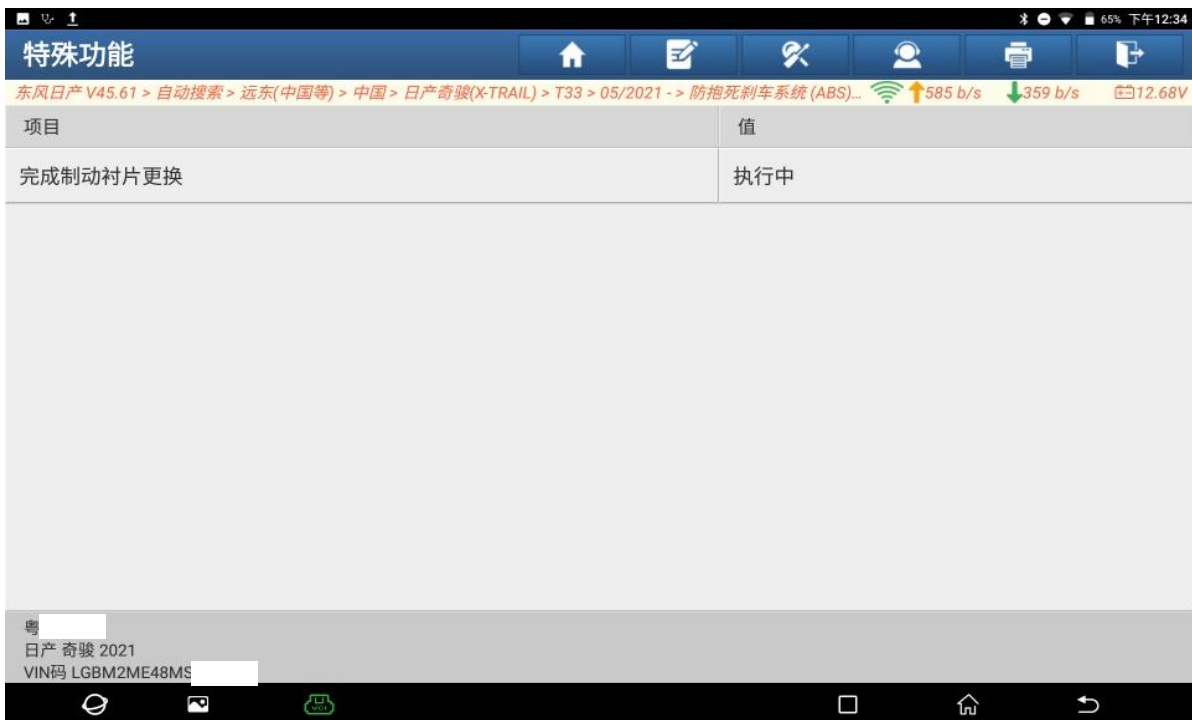 65% 下午12:34
特殊功能
东风日产 V45.61 > 自动搜索 > 远东(中国等) > 中国 > 日产奇骏(X-TRAIL) > T33 > 05/2021 - > 防抱死刹车系统 (ABS)... 585 b/s 359 b/s 12.68V
项目 值
完成制动衬片更换 执行中
粤
日产 奇骏 2021
VIN码 LGBM2ME48MS
VCI